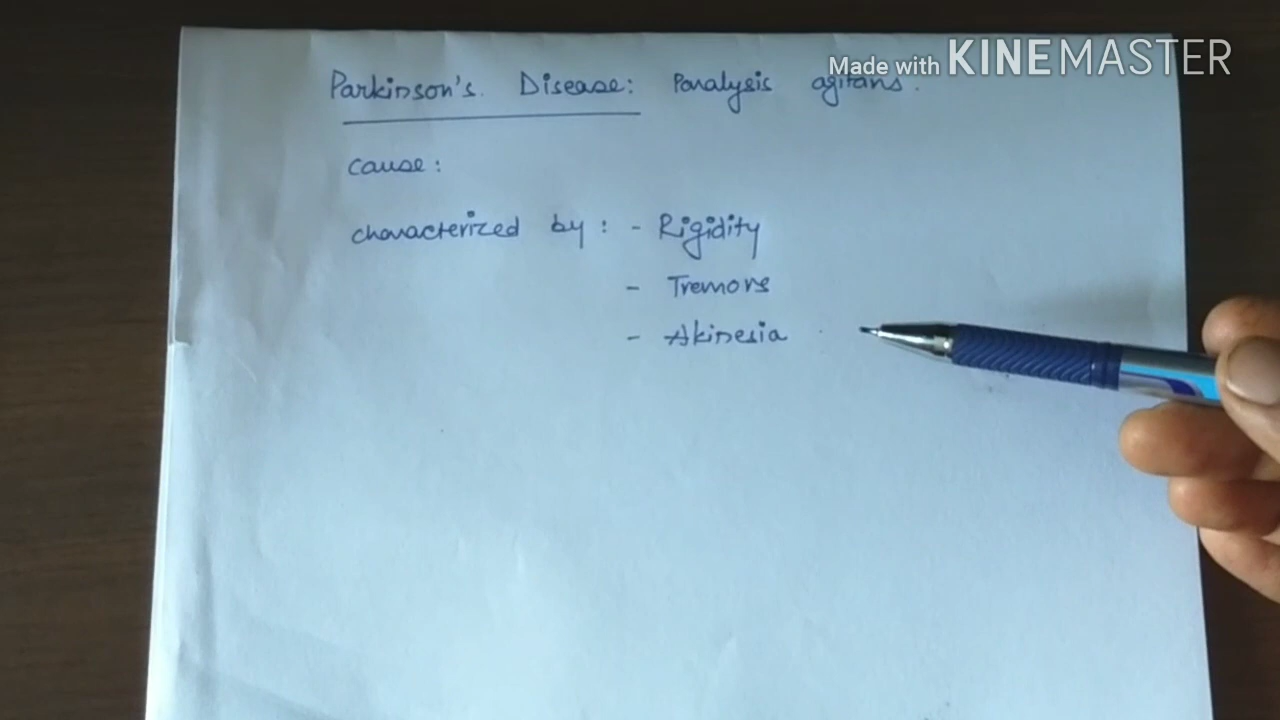 Made with KINEMASTER
Parkinson's. Disease: Paralysis agitans.
cause:
characterized by: - Rigidity
- Tremors
- Akinesia